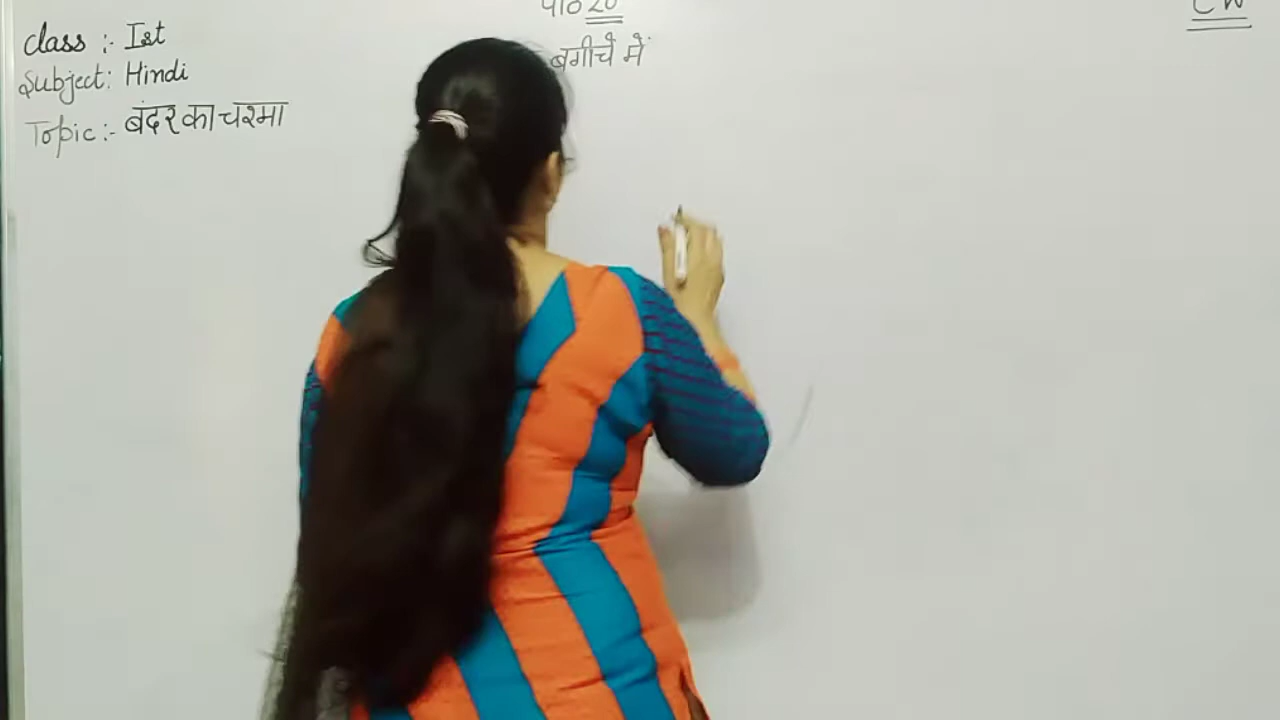 class :- Ist
Subject: Hindi
Topic :- बंदर का चश्मा
पाठ 20
बगीचे में
CW